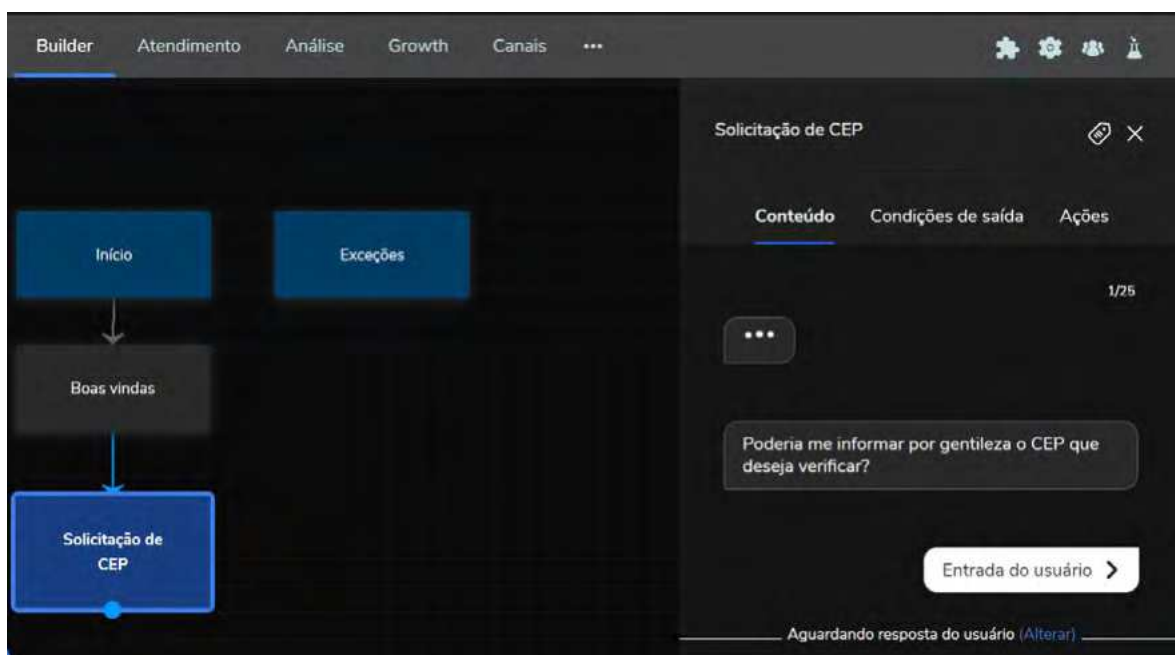 Builder Atendimento Análise Growth Canais •••
Solicitação de CEP
Conteúdo Condições de saída Ações
Início
Exceções
1/25
•••
Boas vindas
Poderia me informar por gentileza o CEP que
deseja verificar?
Solicitação de
CEP
Entrada do usuário
Aguardando resposta do usuário (Alterar)